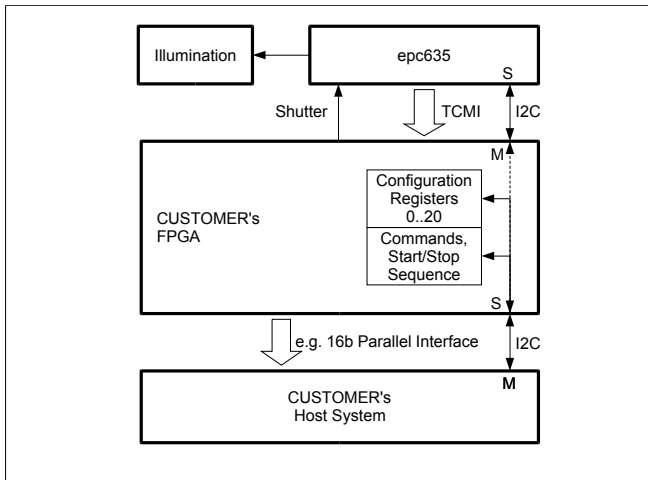 Illumination
epc635
S
Shutter
TCMI
I2C
M
Configuration
Registers
0..20
CUSTOMER's
FPGA
Commands,
Start/Stop
Sequence
S
e.g. 16b Parallel Interface
I2C
M
CUSTOMER's
Host System